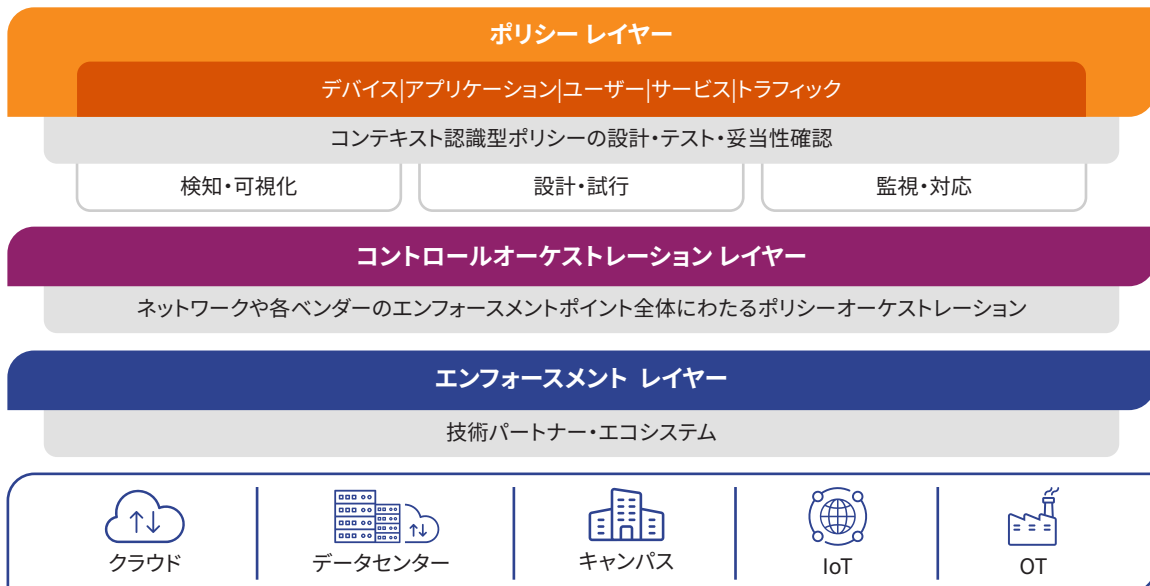 ポリシー レイヤー
デバイス|アプリケーション|ユーザー|サービス|トラフィック
コンテキスト認識型ポリシーの設計・テスト・妥当性確認
検知・可視化
設計・試行
監視・対応
コントロールオーケストレーション レイヤー
ネットワークや各ベンダーのエンフォースメントポイント全体にわたるポリシーオーケストレーション
エンフォースメント レイヤー
技術パートナー・エコシステム
クラウド
データセンター
キャンパス
IoT
OT